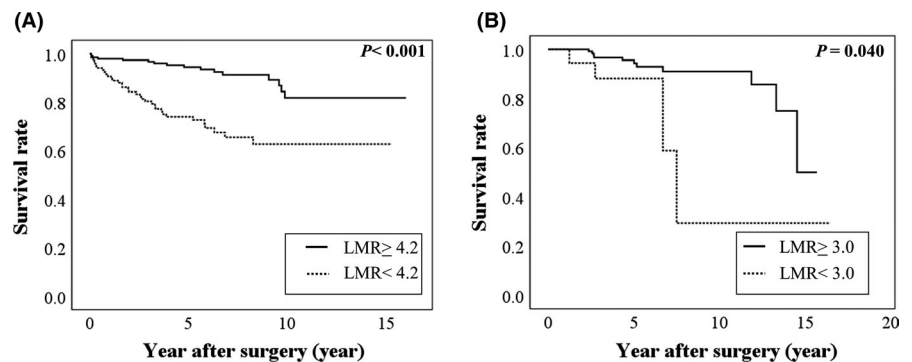 (A)
P< 0.001
Survival rate
1.0
0.8
0.6
0.4
0.2
0.0
LMR≥ 4.2
LMR< 4.2
0 5 10 15
Year after surgery (year)
(B)
P = 0.040
Survival rate
1.0
0.8
0.6
0.4
0.2
0.0
LMR≥ 3.0
LMR< 3.0
0 5 10 15 20
Year after surgery (year)